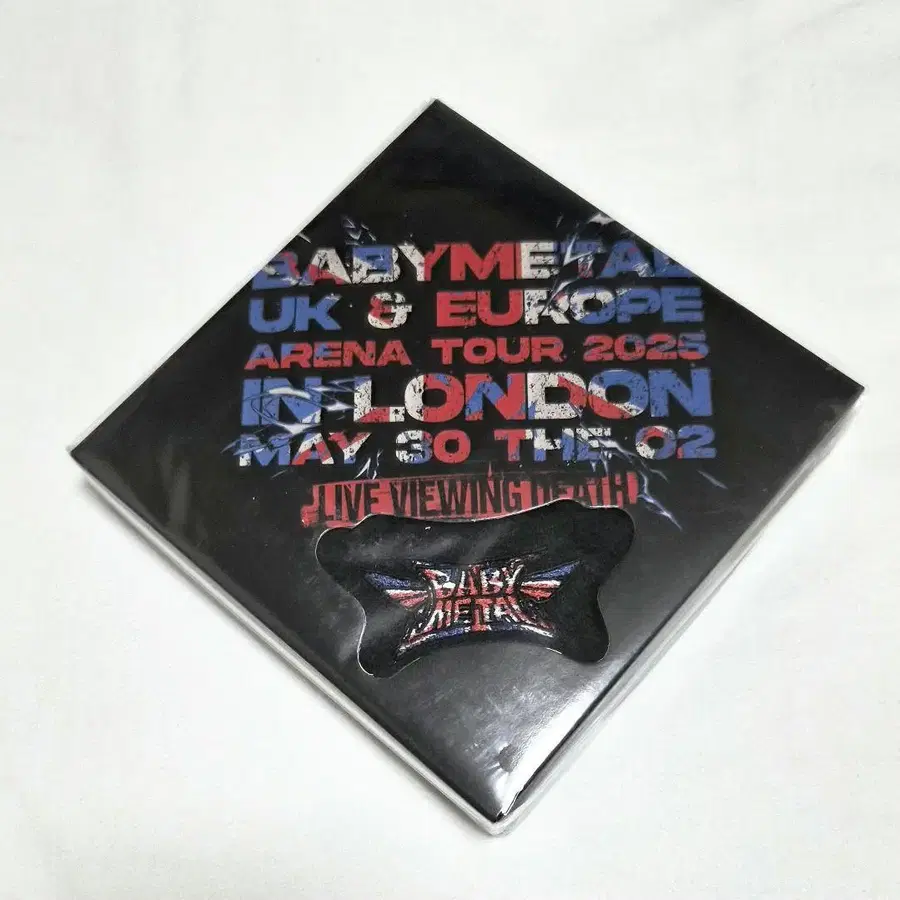 BABYMETAL
UK & EUROPE
ARENA TOUR 2025
IN LONDON
MAY 30 THE O2
LIVE VIEWING DEATH
BABY
METAL